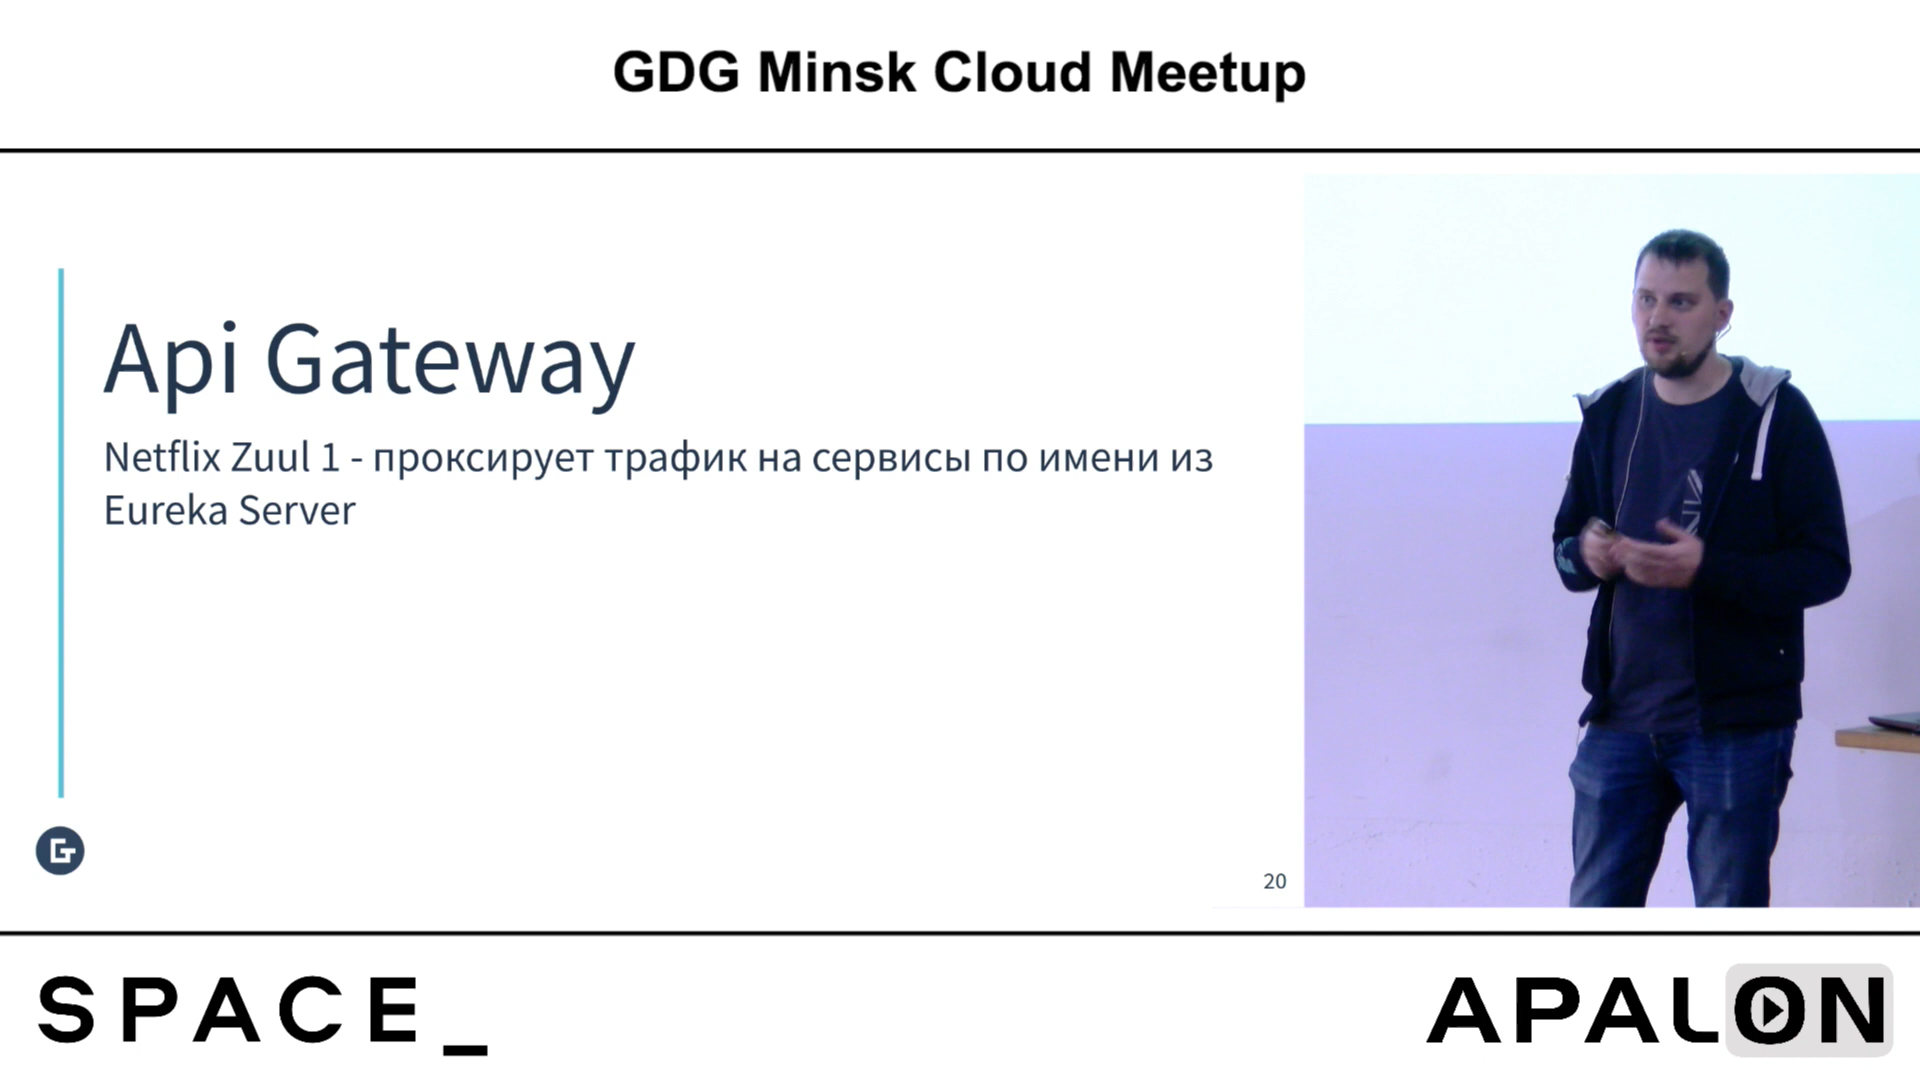 GDG Minsk Cloud Meetup
Api Gateway
Netflix Zuul 1 - проксирует трафик на сервисы по имени из
Eureka Server
20
SPACE_
APALON